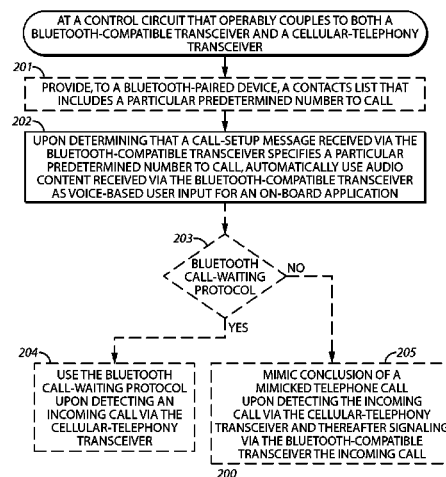 AT A CONTROL CIRCUIT THAT OPERABLY COUPLES TO BOTH A
BLUETOOTH-COMPATIBLE TRANSCEIVER AND A CELLULAR-TELEPHONY
TRANSCEIVER
201
PROVIDE, TO A BLUETOOTH-PAIRED DEVICE, A CONTACTS LIST THAT
INCLUDES A PARTICULAR PREDETERMINED NUMBER TO CALL
202
UPON DETERMINING THAT A CALL-SETUP MESSAGE RECEIVED VIA THE
BLUETOOTH-COMPATIBLE TRANSCEIVER SPECIFIES A PARTICULAR
PREDETERMINED NUMBER TO CALL, AUTOMATICALLY USE AUDIO
CONTENT RECEIVED VIA THE BLUETOOTH-COMPATIBLE TRANSCEIVER
AS VOICE-BASED USER INPUT FOR AN ON-BOARD APPLICATION
203
BLUETOOTH
CALL-WAITING
PROTOCOL
NO
YES
204
USE THE BLUETOOTH
CALL-WAITING PROTOCOL
UPON DETECTING AN
INCOMING CALL VIA THE
CELLULAR-TELEPHONY
TRANSCEIVER
205
MIMIC CONCLUSION OF A
MIMICKED TELEPHONE CALL
UPON DETECTING THE INCOMING
CALL VIA THE CELLULAR-TELEPHONY
TRANSCEIVER AND THEREAFTER SIGNALING
VIA THE BLUETOOTH-COMPATIBLE
TRANSCEIVER THE INCOMING CALL
200